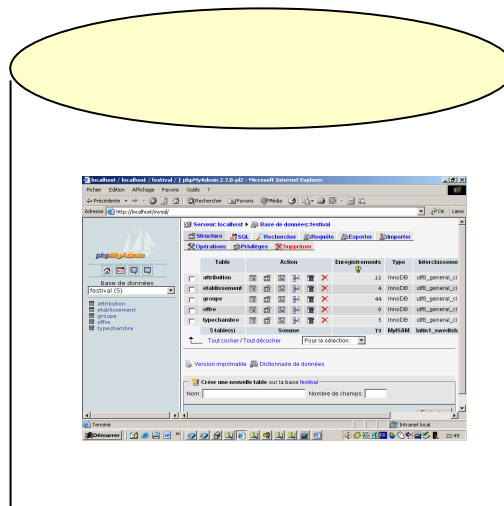 localhost / localhost / festival / | phpMyAdmin 2.7.0-pl2 - Microsoft Internet Explorer
Fichier Edition Affichage Favoris Outils ?
Précédente Rechercher Favoris Média
Adresse http://localhost/mysql/ OK Liens
phpMyAdmin
Base de données
festival (5)
attribution
etablissement
groupe
offre
typechambre
Serveur: localhost Base de données: festival
Structure SQL Rechercher Requête Exporter Importer
Opérations Privilèges Supprimer
Table Action Enregistrements Type Interclassemen
attribution 12 InnoDB utf8_general_ci
etablissement 4 InnoDB utf8_general_ci
groupe 44 InnoDB utf8_general_ci
offre 8 InnoDB utf8_general_ci
typechambre 5 InnoDB utf8_general_ci
5 table(s) Somme 73 MyISAM latin1_swedish_
Tout cocher / Tout décocher Pour la sélection :
Version imprimable Dictionnaire de données
Créer une nouvelle table sur la base festival
Nom: Nombre de champs:
Terminé Intranet local
Démarrer 22:45